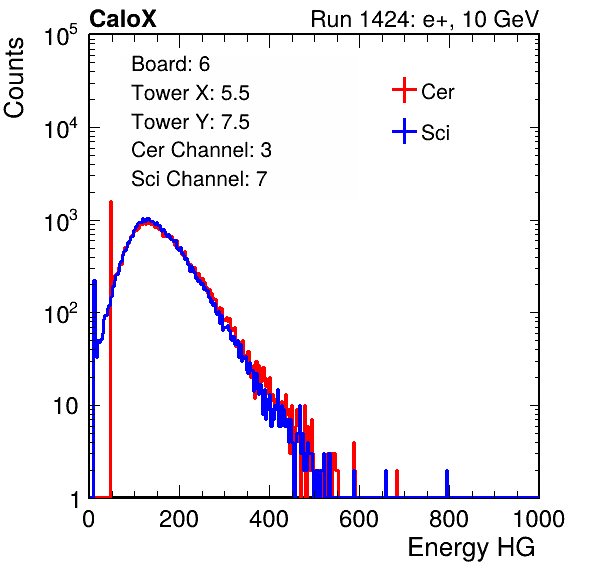 CaloX Run 1424: e+, 10 GeV
Counts
10^5
10^4
10^3
10^2
10
1
Board: 6
Tower X: 5.5
Tower Y: 7.5
Cer Channel: 3
Sci Channel: 7
Cer
Sci
0 200 400 600 800 1000
Energy HG